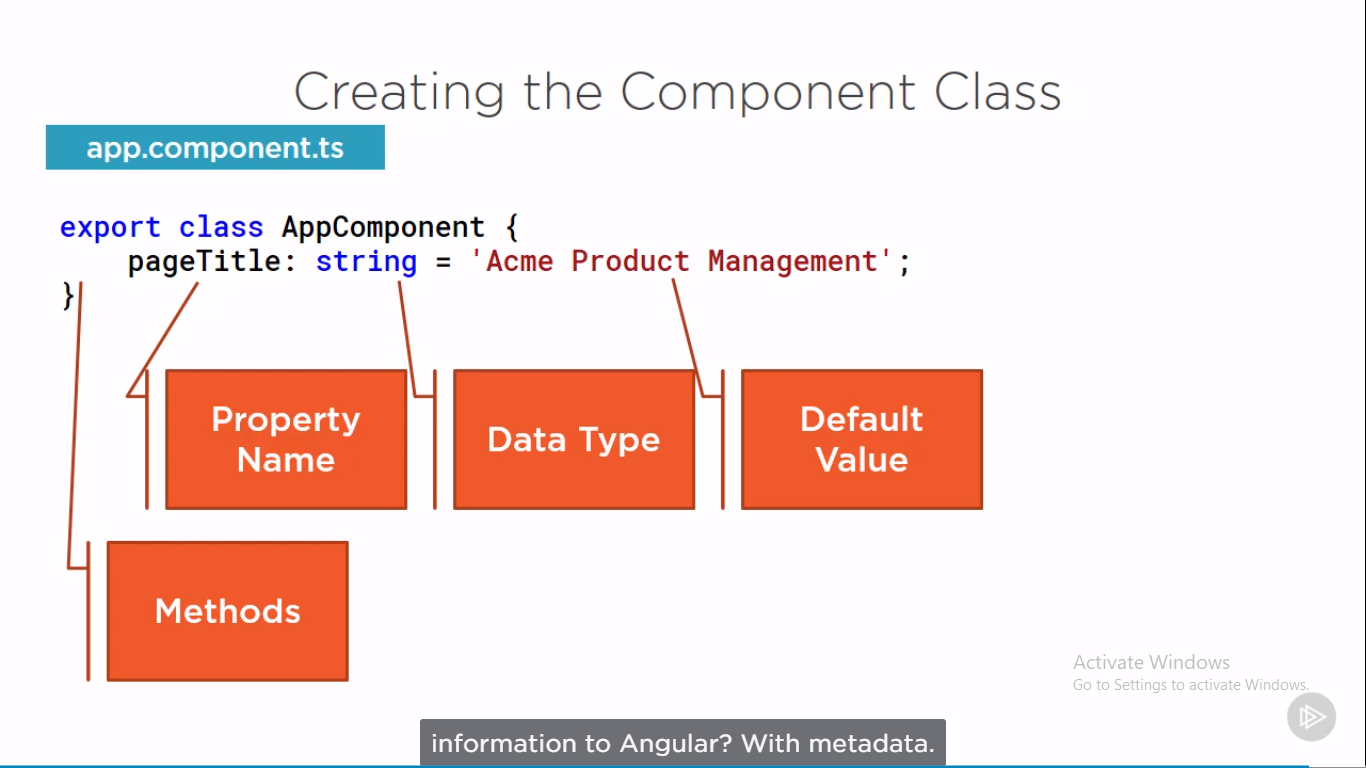 Creating the Component Class
app.component.ts
export class AppComponent {
    pageTitle: string = 'Acme Product Management';
}
Property
Name
Data Type
Default
Value
Methods
Activate Windows
Go to Settings to activate Windows.
information to Angular? With metadata.